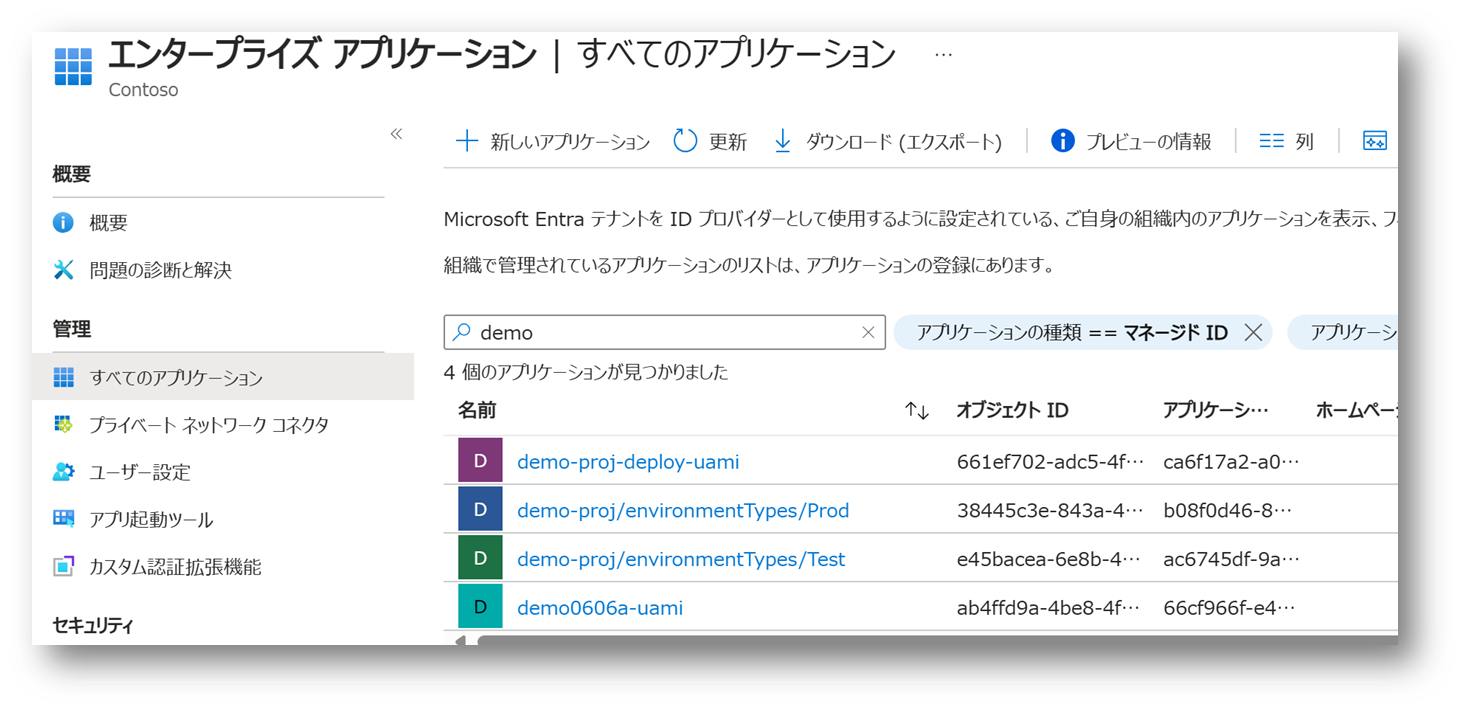 エンタープライズ アプリケーション | すべてのアプリケーション …
Contoso
«
概要
概要
問題の診断と解決
管理
すべてのアプリケーション
プライベート ネットワーク コネクタ
ユーザー設定
アプリ起動ツール
カスタム認証拡張機能
セキュリティ
新しいアプリケーション 更新 ダウンロード (エクスポート) プレビューの情報 列
Microsoft Entra テナントを ID プロバイダーとして使用するように設定されている、ご自身の組織内のアプリケーションを表示、フ
組織で管理されているアプリケーションのリストは、アプリケーションの登録にあります。
demo アプリケーションの種類 == マネージド ID アプリケーシ
4 個のアプリケーションが見つかりました
名前 オブジェクト ID アプリケーシ… ホームペー
D demo-proj-deploy-uami 661ef702-adc5-4f… ca6f17a2-a0…
D demo-proj/environmentTypes/Prod 38445c3e-843a-4… b08f0d46-8…
D demo-proj/environmentTypes/Test e45bacea-6e8b-4… ac6745df-9a…
D demo0606a-uami ab4ffd9a-4be8-4f… 66cf966f-e4…